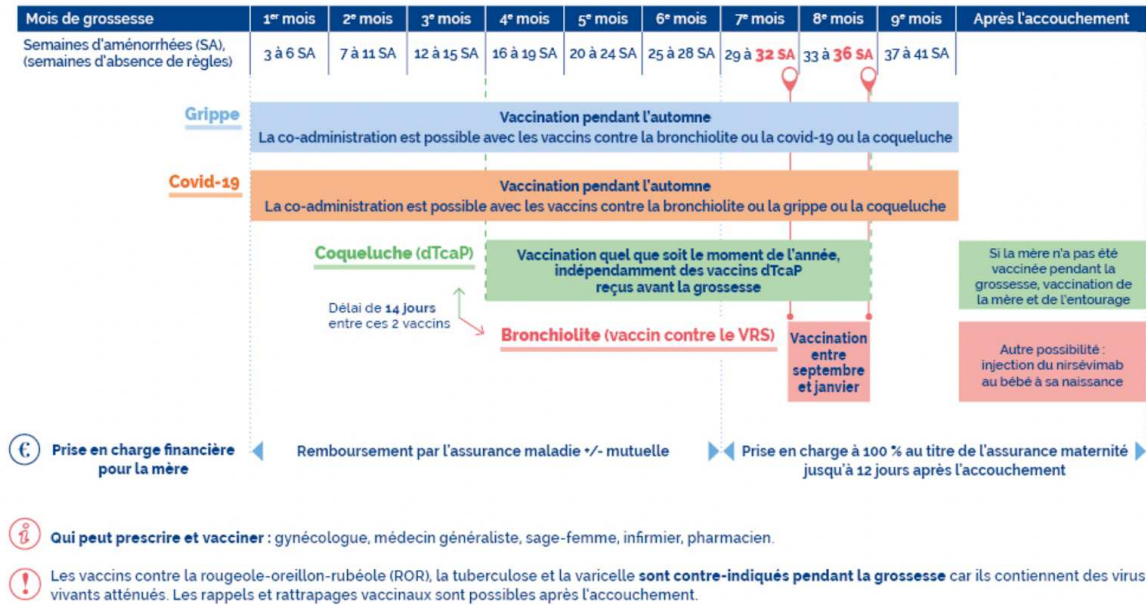 Mois de grossesse 1er mois 2e mois 3e mois 4e mois 5e mois 6e mois 7e mois 8e mois 9e mois Après l'accouchement
Semaines d'aménorrhées (SA),
(semaines d'absence de règles)
3 à 6 SA 7 à 11 SA 12 à 15 SA 16 à 19 SA 20 à 24 SA 25 à 28 SA 29 à 32 SA 33 à 36 SA 37 à 41 SA
Grippe
Vaccination pendant l'automne
La co-administration est possible avec les vaccins contre la bronchiolite ou la covid-19 ou la coqueluche
Covid-19
Vaccination pendant l'automne
La co-administration est possible avec les vaccins contre la bronchiolite ou la grippe ou la coqueluche
Coqueluche (dTcaP)
Vaccination quel que soit le moment de l'année,
indépendamment des vaccins dTcaP
reçus avant la grossesse
Si la mère n'a pas été
vaccinée pendant la
grossesse, vaccination de
la mère et de l'entourage
Délai de 14 jours
entre ces 2 vaccins
Bronchiolite (vaccin contre le VRS)
Vaccination
entre
septembre
et janvier
Autre possibilité :
injection du nirsévimab
au bébé à sa naissance
€ Prise en charge financière
pour la mère
Remboursement par l'assurance maladie +/- mutuelle
Prise en charge à 100 % au titre de l'assurance maternité
jusqu'à 12 jours après l'accouchement
i Qui peut prescrire et vacciner : gynécologue, médecin généraliste, sage-femme, infirmier, pharmacien.
! Les vaccins contre la rougeole-oreillon-rubéole (ROR), la tuberculose et la varicelle sont contre-indiqués pendant la grossesse car ils contiennent des virus
vivants atténués. Les rappels et rattrapages vaccinaux sont possibles après l'accouchement.